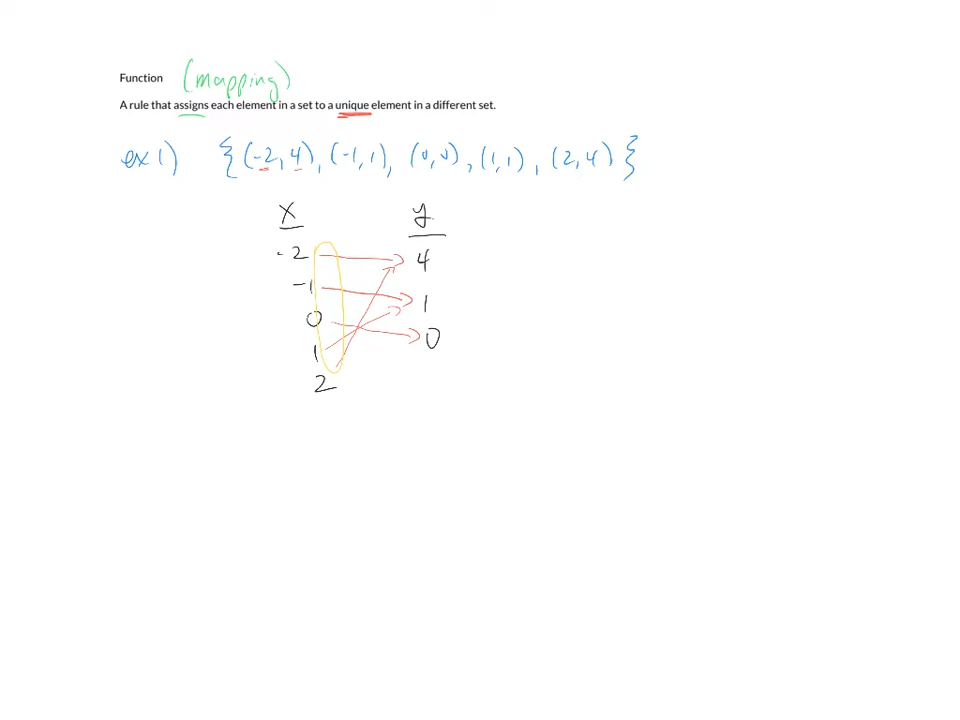 Function (mapping)
A rule that assigns each element in a set to a unique element in a different set.
ex 1) {(-2, 4), (-1, 1), (0, 0), (1, 1), (2, 4)}
x y
-2 4
-1 1
0 0
1
2